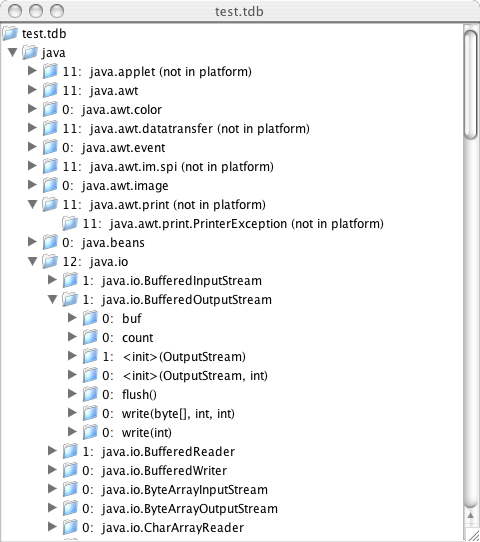 test.tdb
test.tdb
java
11: java.applet (not in platform)
11: java.awt
0: java.awt.color
11: java.awt.datatransfer (not in platform)
0: java.awt.event
11: java.awt.im.spi (not in platform)
0: java.awt.image
11: java.awt.print (not in platform)
11: java.awt.print.PrinterException (not in platform)
0: java.beans
12: java.io
1: java.io.BufferedInputStream
1: java.io.BufferedOutputStream
0: buf
0: count
1: <init>(OutputStream)
0: <init>(OutputStream, int)
0: flush()
0: write(byte[], int, int)
0: write(int)
1: java.io.BufferedReader
0: java.io.BufferedWriter
0: java.io.ByteArrayInputStream
0: java.io.ByteArrayOutputStream
0: java.io.CharArrayReader